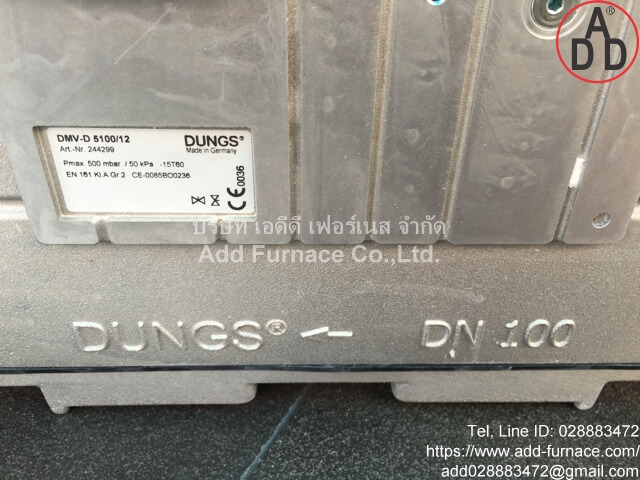 ADD
DMV-D 5100/12
Art.-Nr. 244299
DUNGS®
Made in Germany
Pmax. 500 mbar / 50 kPa -15T60
EN 161 Kl A Gr.2 CE-0085BO0236
CE 0036
บริษัท เอดีดี เฟอร์เนส จำกัด
Add Furnace Co.,Ltd.
DUNGS® ← DN 100
Tel, Line ID: 028883472
https://www.add-furnace.com/
add028883472@gmail.com